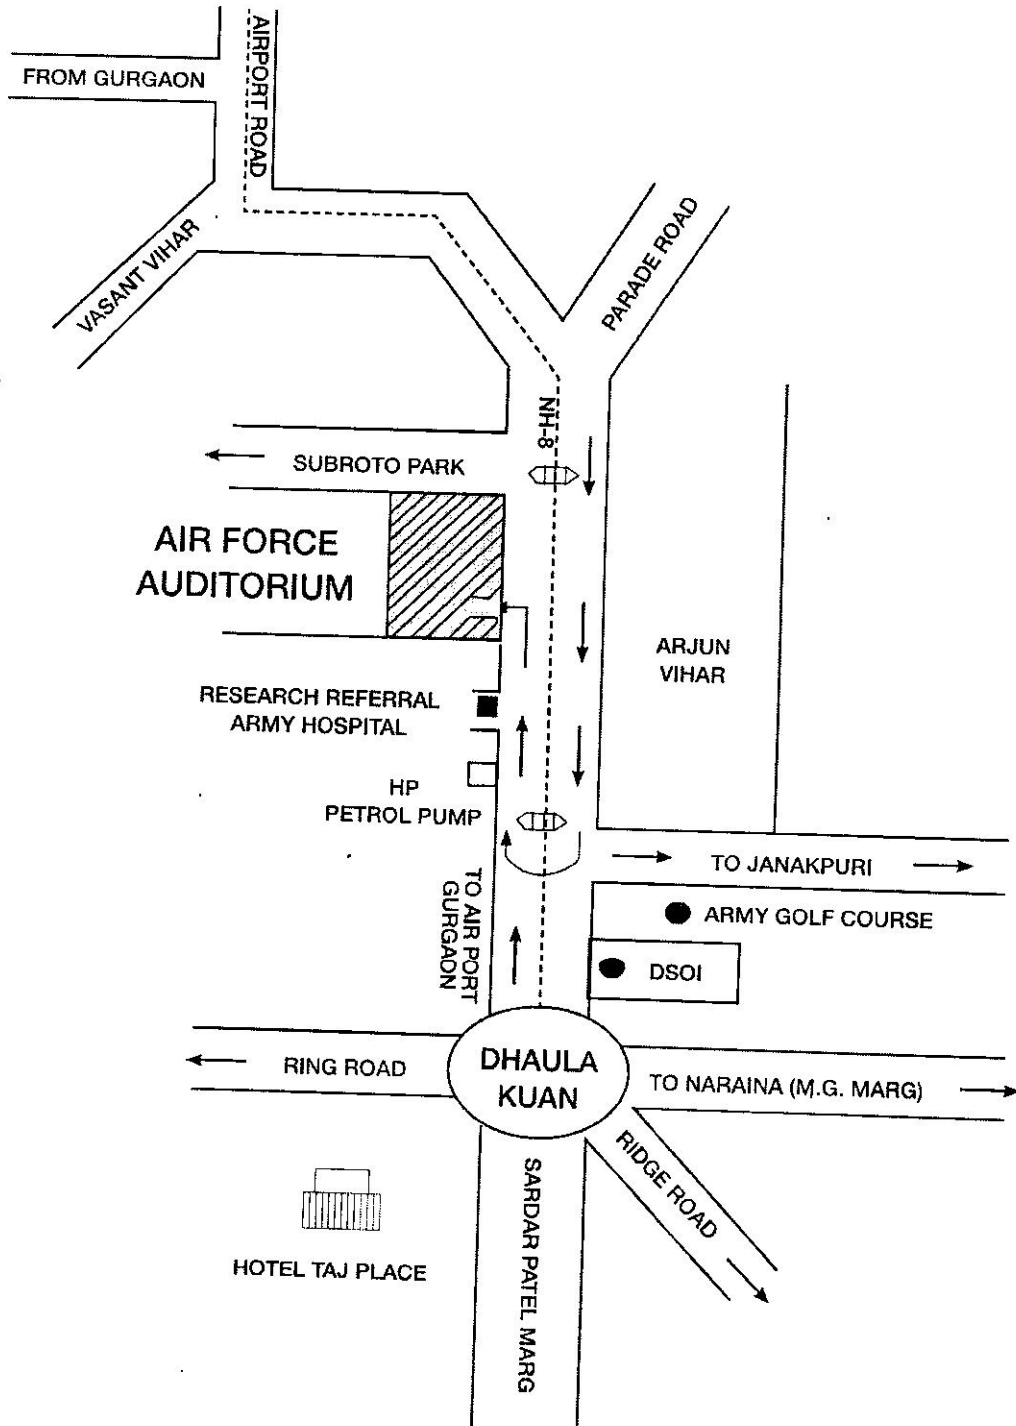 AIRPORT ROAD
FROM GURGAON
VASANT VIHAR
PARADE ROAD
NH-8
SUBROTO PARK
AIR FORCE
AUDITORIUM
ARJUN
VIHAR
RESEARCH REFERRAL
ARMY HOSPITAL
HP
PETROL PUMP
TO JANAKPURI
TO AIR PORT
GURGADN
ARMY GOLF COURSE
DSOI
RING ROAD
DHAULA
KUAN
TO NARAINA (M.G. MARG)
RIDGE ROAD
SARDAR PATEL MARG
HOTEL TAJ PLACE